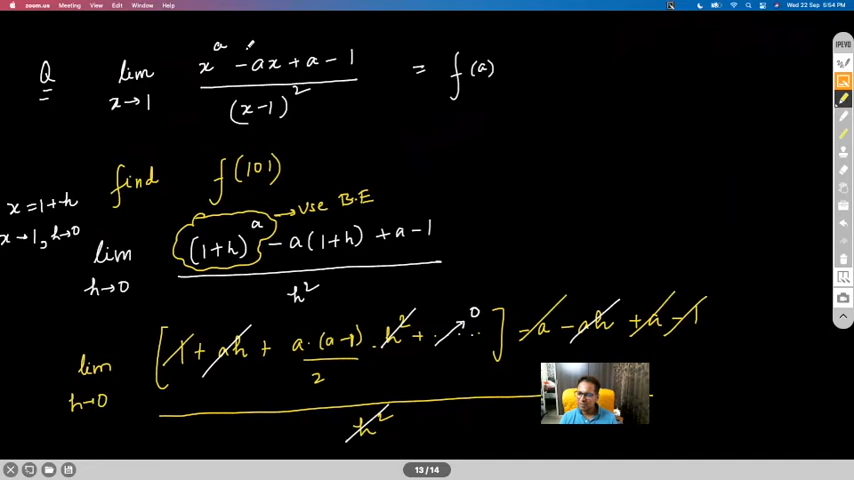 zoom.us Meeting View Edit Window Help Wed 22 Sep 5:54 PM
IPEVO
Q lim x→1 (x^a - ax + a - 1) / (x-1)^2 = f(a)
find f(101)
x = 1+h
x→1, h→0
→ Use B.E
lim h→0 ((1+h)^a - a(1+h) + a - 1) / h^2
lim h→0 ([1 + ah + a·(a-1)/2 · h^2 + ..... 0] - a - ah + a - 1) / h^2
13/14